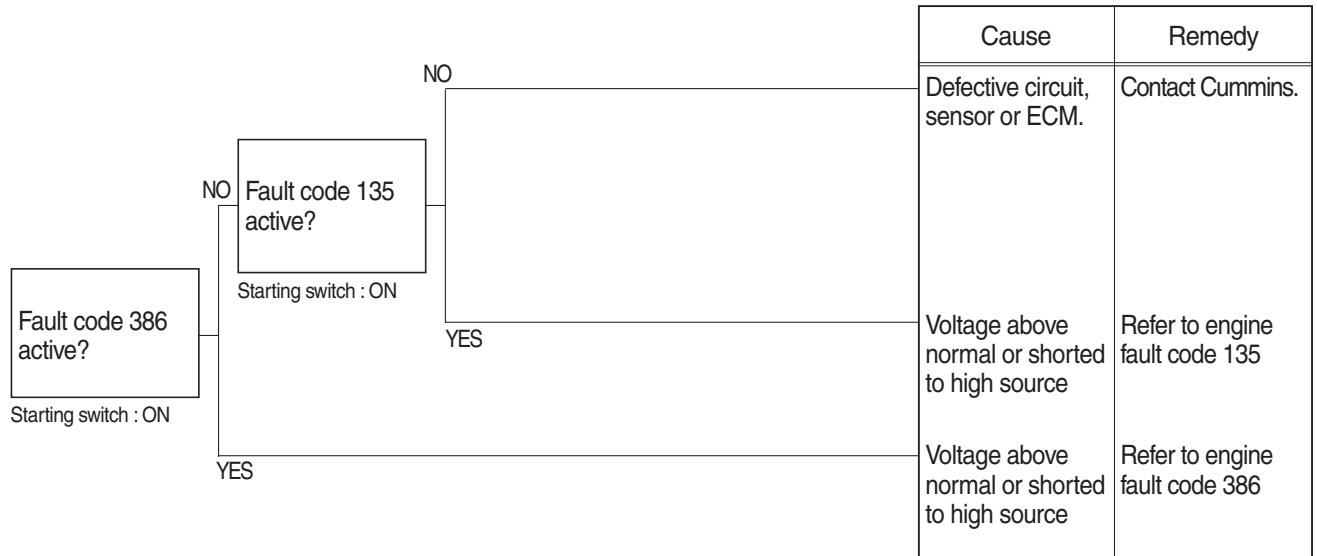 Cause
Remedy
NO
Defective circuit,
sensor or ECM.
Contact Cummins.
NO
Fault code 135
active?
Starting switch : ON
Fault code 386
active?
Starting switch : ON
YES
Voltage above
normal or shorted
to high source
Refer to engine
fault code 135
YES
Voltage above
normal or shorted
to high source
Refer to engine
fault code 386